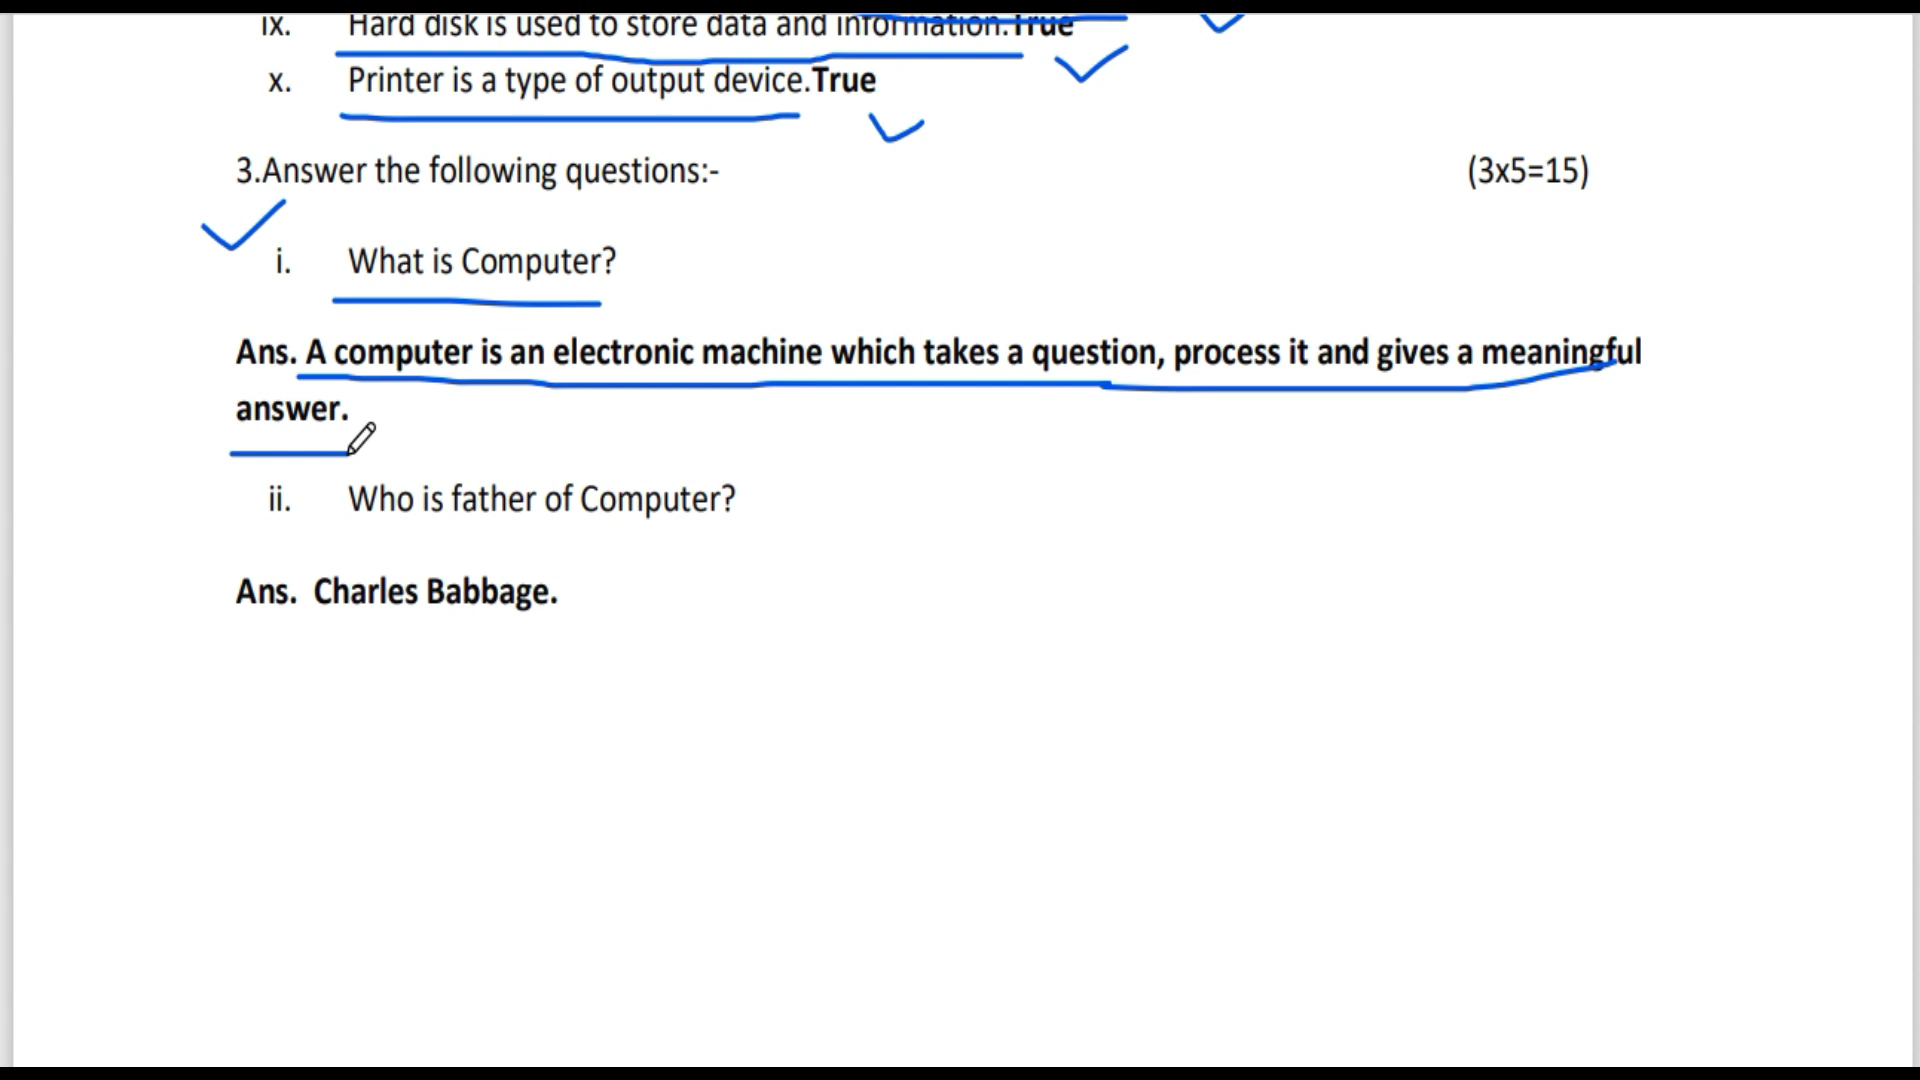 ix. Hard disk is used to store data and information.True
x. Printer is a type of output device.True
3.Answer the following questions:- (3x5=15)
i. What is Computer?
Ans. A computer is an electronic machine which takes a question, process it and gives a meaningful
answer.
ii. Who is father of Computer?
Ans. Charles Babbage.